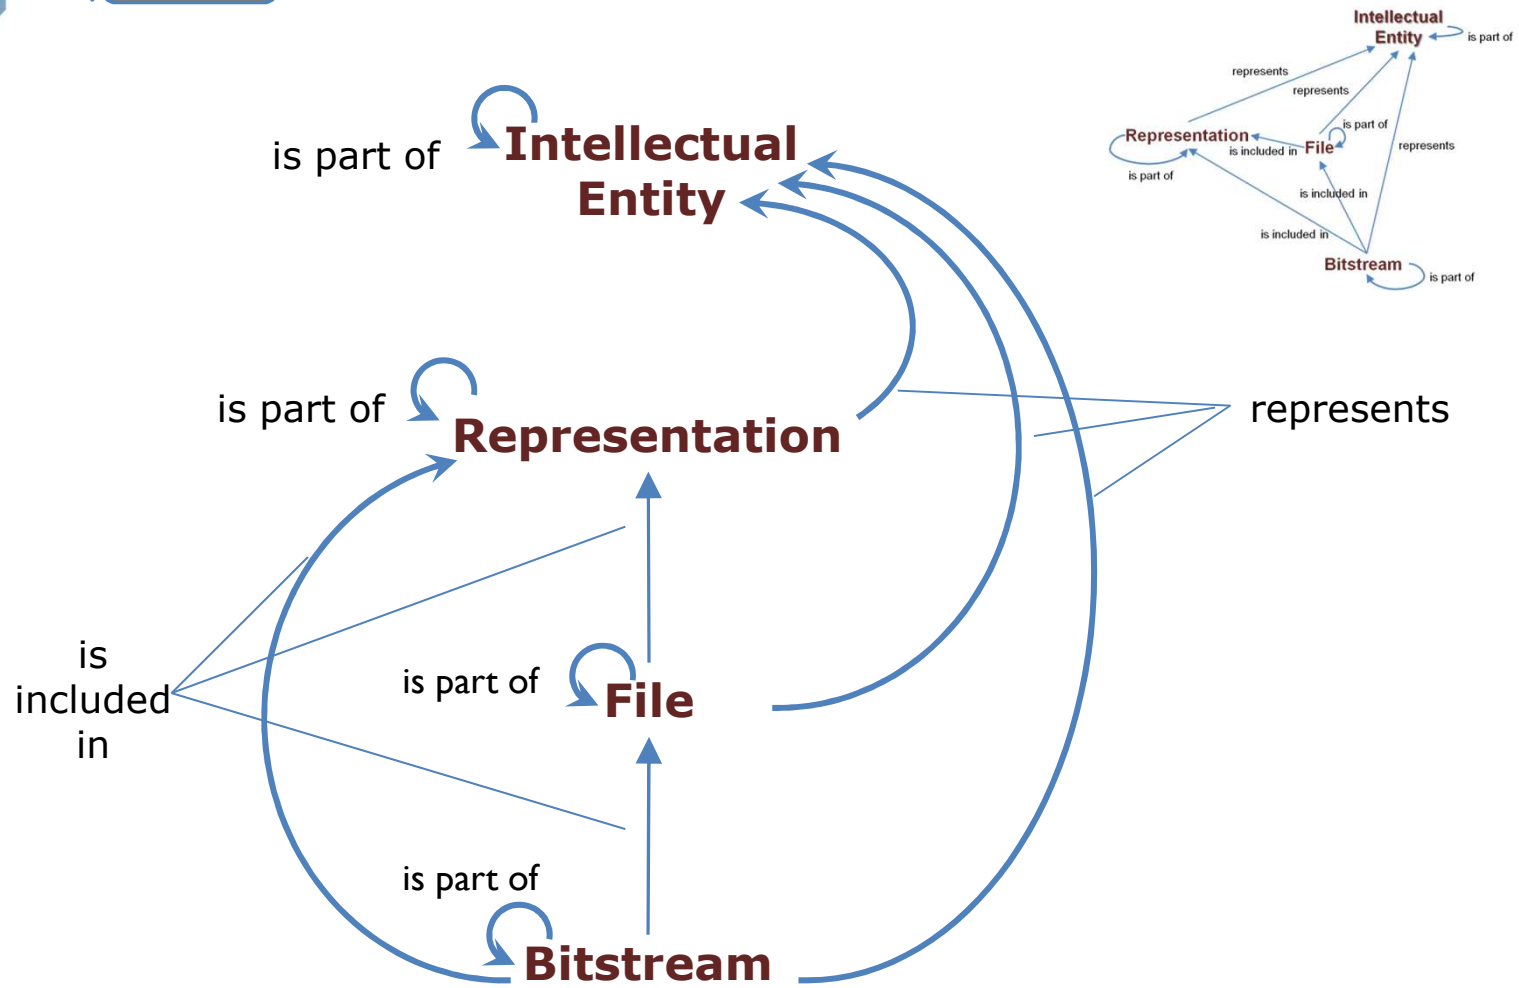 is part of
Intellectual
Entity
is part of
Representation
represents
is
included
in
is part of
File
is part of
Bitstream
Intellectual
Entity
is part of
represents
represents
Representation
is included in
File
is part of
represents
is part of
is included in
is included in
Bitstream
is part of